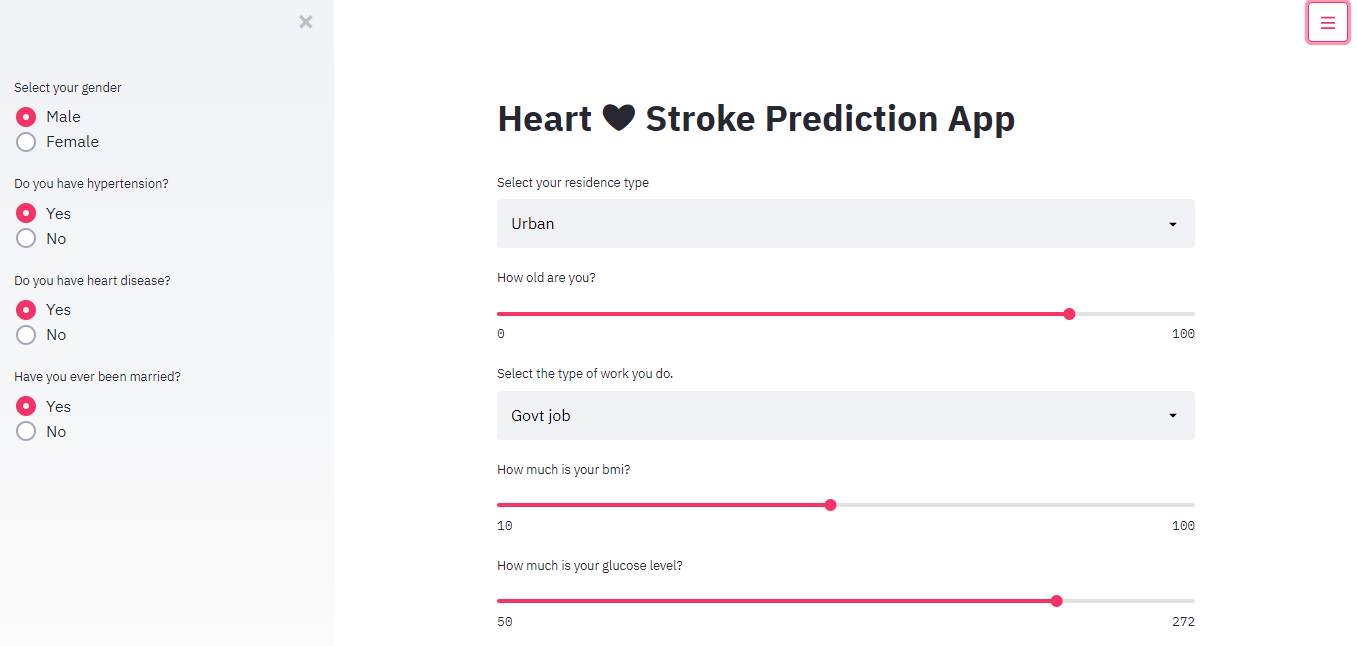 Select your gender
Male
Female
Do you have hypertension?
Yes
No
Do you have heart disease?
Yes
No
Have you ever been married?
Yes
No
Heart 🖤 Stroke Prediction App
Select your residence type
Urban
How old are you?
0 100
Select the type of work you do.
Govt job
How much is your bmi?
10 100
How much is your glucose level?
50 272